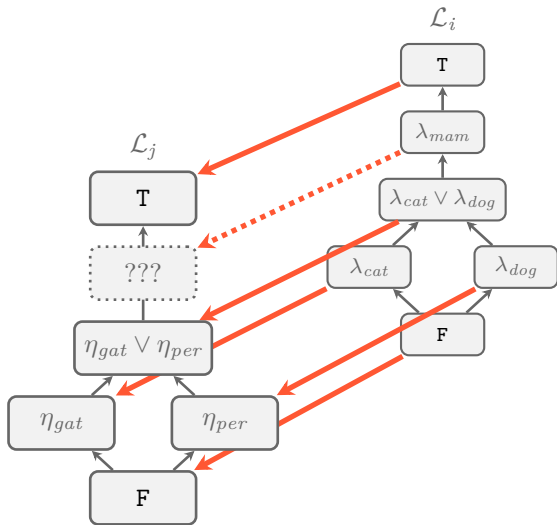 ℒ_i
T
λ_mam
ℒ_j
λ_cat ∨ λ_dog
T
λ_cat
λ_dog
???
F
η_gat ∨ η_per
η_gat
η_per
F